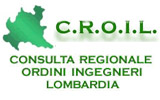 C.R.O.I.L.
CONSULTA REGIONALE
ORDINI INGEGNERI
LOMBARDIA